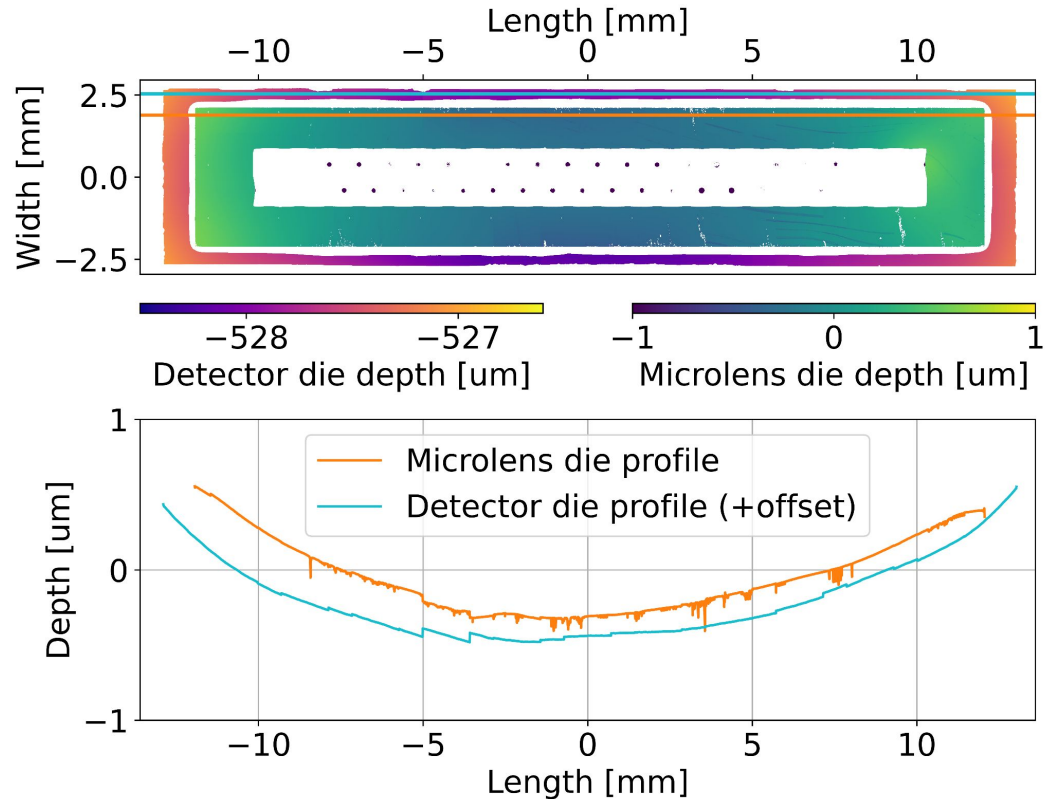 Length [mm]
−10 −5 0 5 10
2.5
0.0
−2.5
Width [mm]
−528 −527
Detector die depth [um]
−1 0 1
Microlens die depth [um]
1
0
−1
Depth [um]
Microlens die profile
Detector die profile (+offset)
−10 −5 0 5 10
Length [mm]